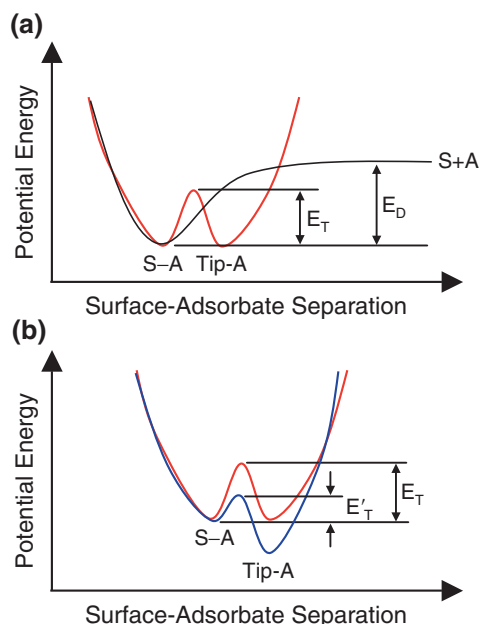 (a)
Potential Energy
S+A
E_T
E_D
S–A
Tip-A
Surface-Adsorbate Separation
(b)
Potential Energy
E'_T
E_T
S–A
Tip-A
Surface-Adsorbate Separation